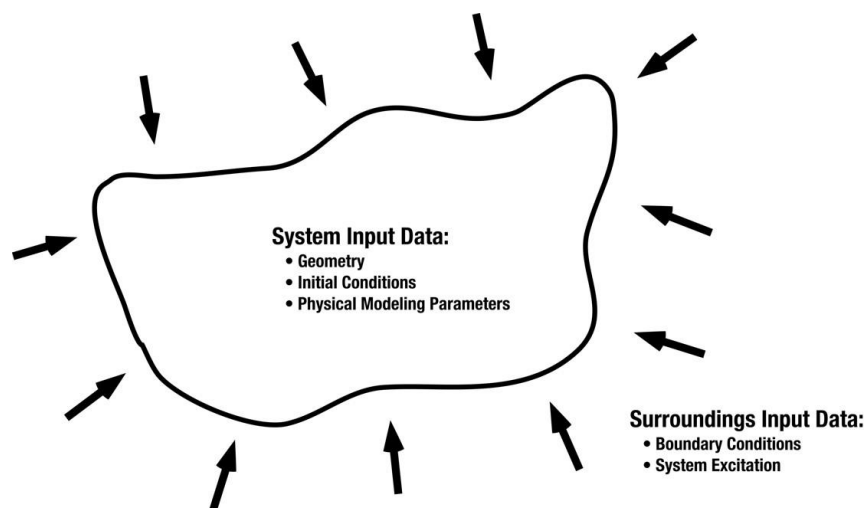 System Input Data:
• Geometry
• Initial Conditions
• Physical Modeling Parameters
Surroundings Input Data:
• Boundary Conditions
• System Excitation